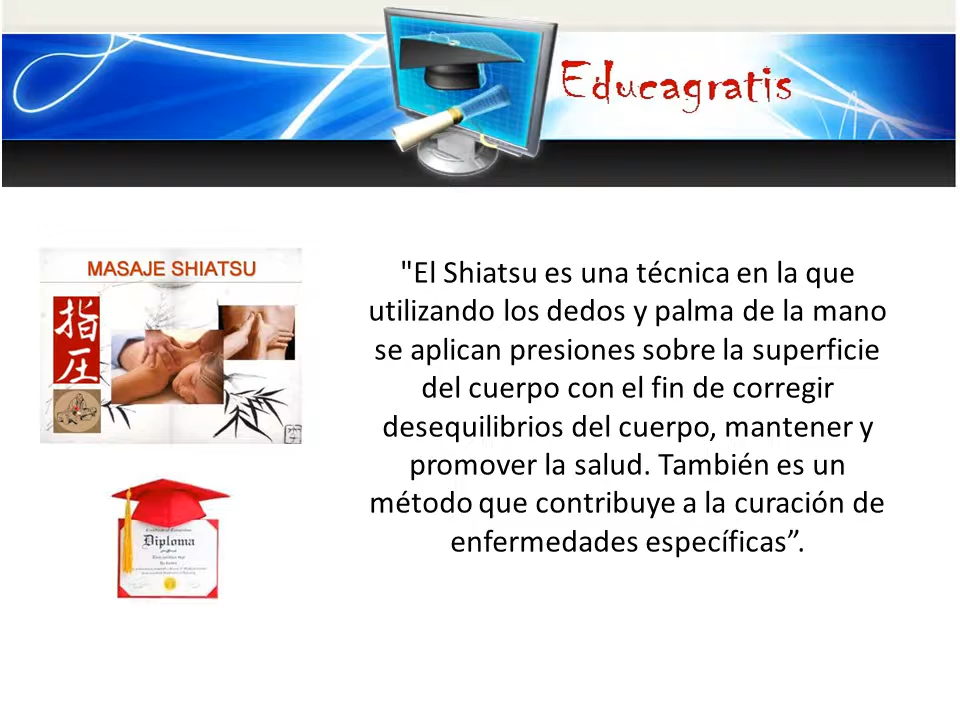 Educagratis
MASAJE SHIATSU
指
圧
"El Shiatsu es una técnica en la que
utilizando los dedos y palma de la mano
se aplican presiones sobre la superficie
del cuerpo con el fin de corregir
desequilibrios del cuerpo, mantener y
promover la salud. También es un
método que contribuye a la curación de
enfermedades específicas”.
Diploma